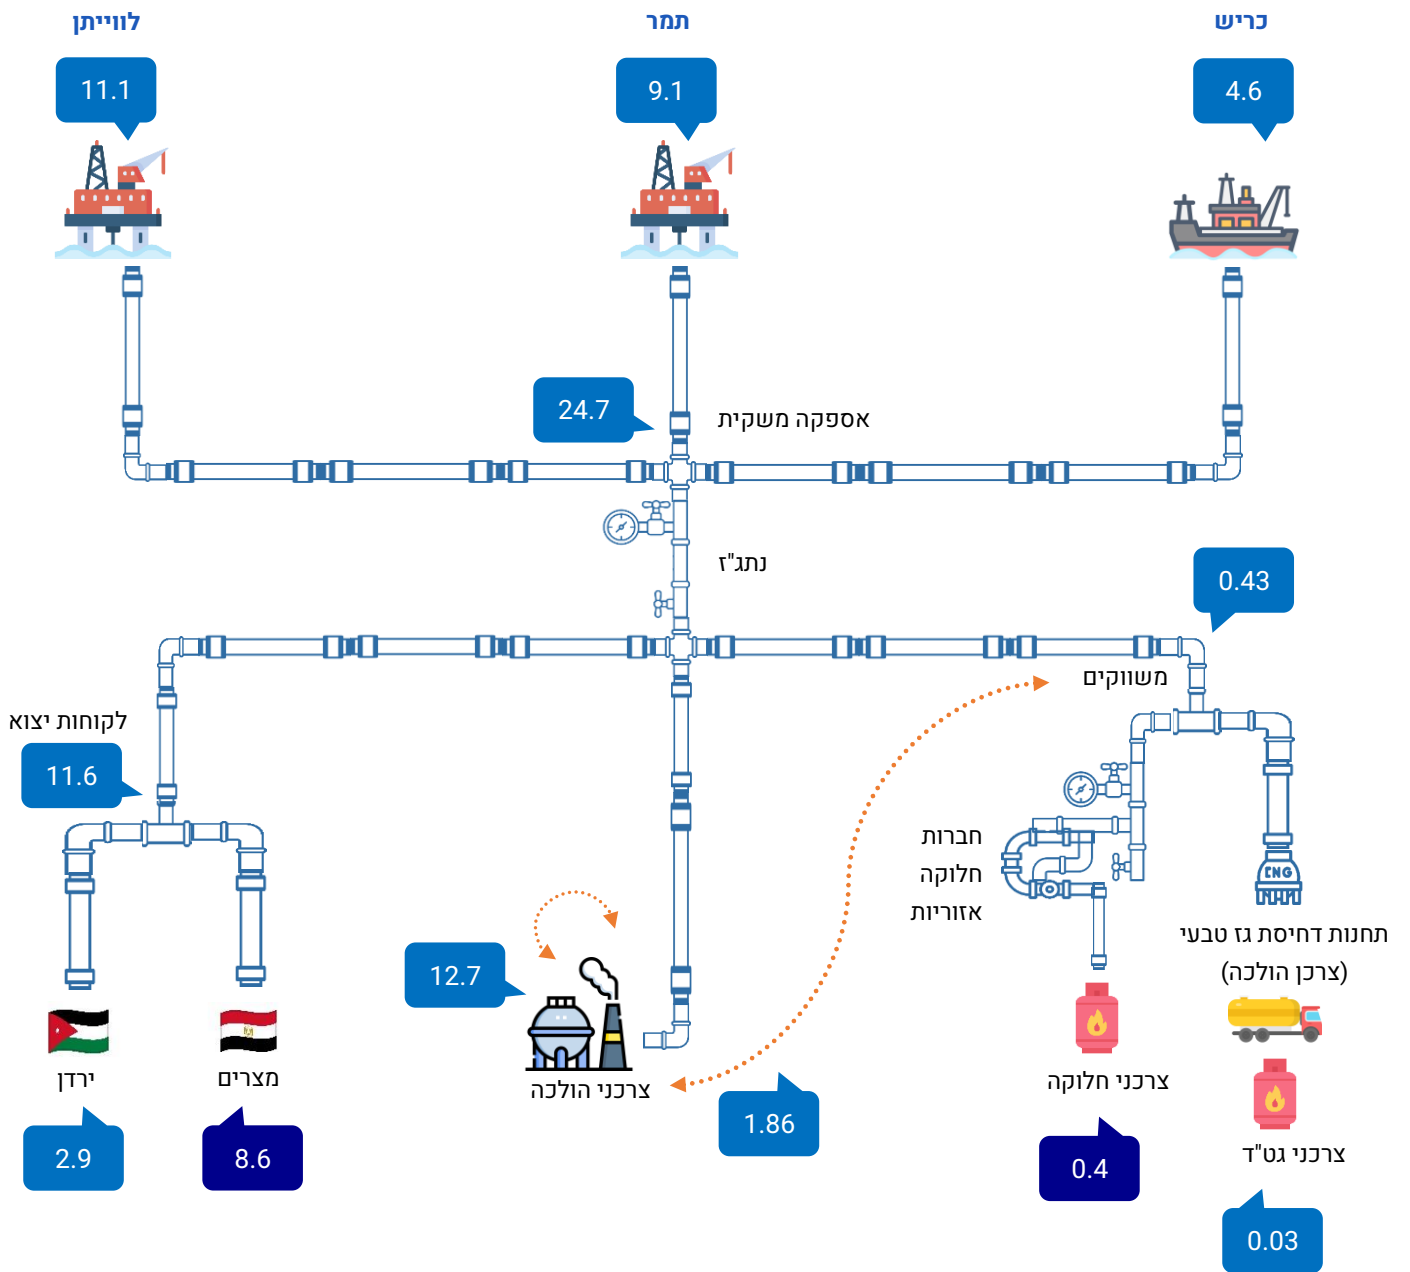 כריש
תמר
לווייתן
4.6
9.1
11.1
24.7
אספקה משקית
נתג"ז
0.43
משווקים
לקוחות יצוא
11.6
חברות
חלוקה
אזוריות
CNG
תחנות דחיסת גז טבעי
(צרכן הולכה)
12.7
צרכני הולכה
צרכני חלוקה
מצרים
ירדן
1.86
צרכני גט"ד
0.4
8.6
2.9
0.03